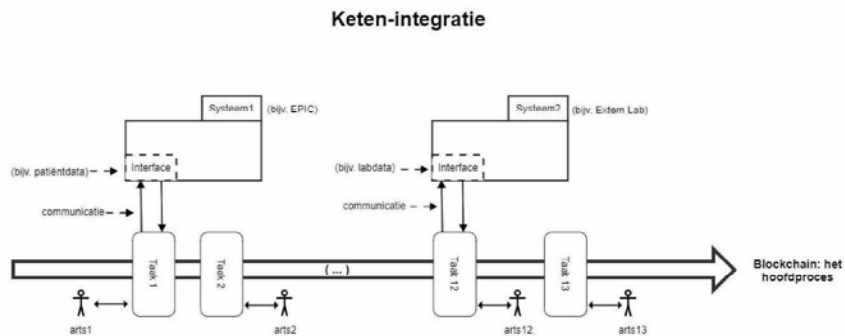 Keten-integratie
Systeem1
(bijv. EPIC)
Systeem2
(bijv. Extern Lab)
(bijv. patiëntdata)
Interface
(bijv. labdata)
Interface
communicatie
communicatie
Taak 1
Taak 2
(...)
Taak 12
Taak 13
Blockchain: het
hoofdproces
arts1
arts2
arts12
arts13